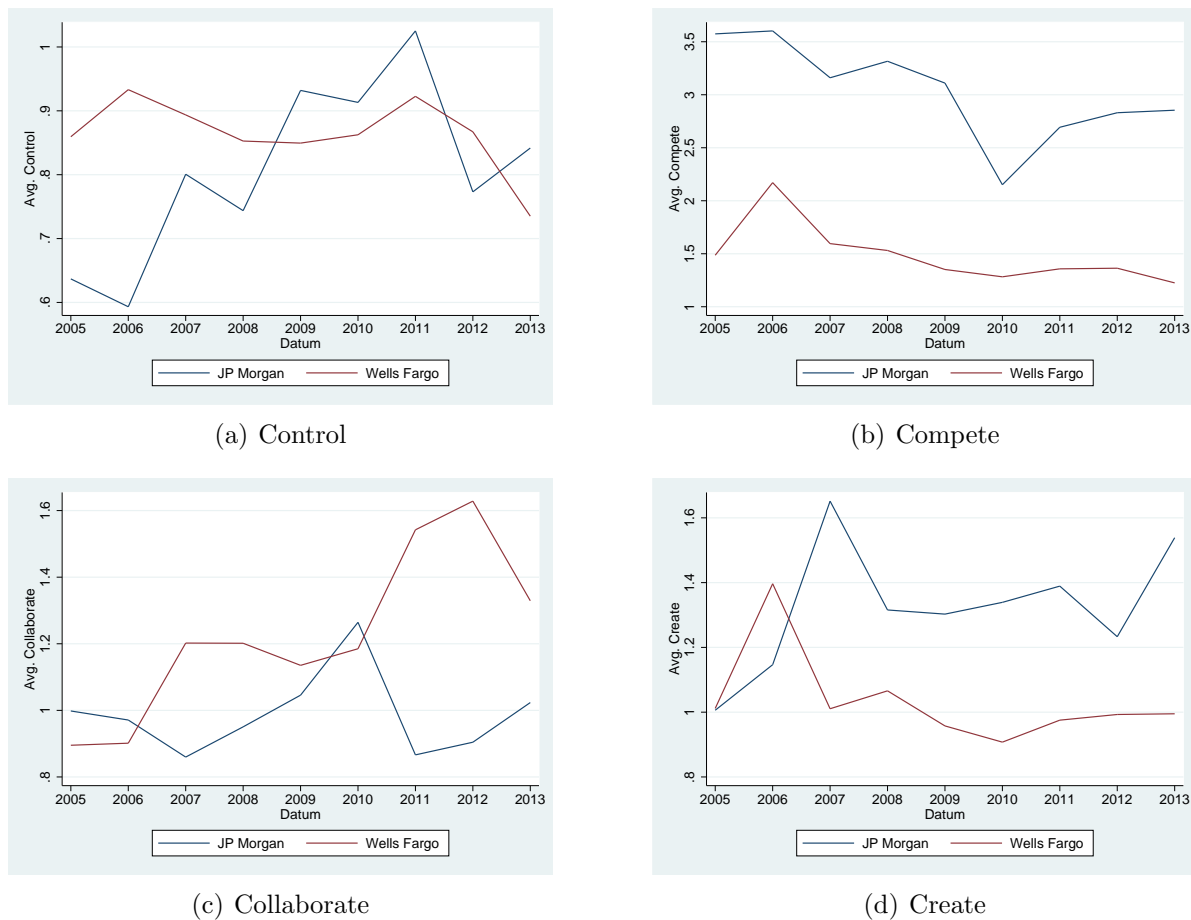 Avg. Control
1
.9
.8
.7
.6
2005 2006 2007 2008 2009 2010 2011 2012 2013
Datum
JP Morgan Wells Fargo
(a) Control
Avg. Compete
3.5
3
2.5
2
1.5
1
2005 2006 2007 2008 2009 2010 2011 2012 2013
Datum
JP Morgan Wells Fargo
(b) Compete
Avg. Collaborate
1.6
1.4
1.2
1
.8
2005 2006 2007 2008 2009 2010 2011 2012 2013
Datum
JP Morgan Wells Fargo
(c) Collaborate
Avg. Create
1.6
1.4
1.2
1
.8
2005 2006 2007 2008 2009 2010 2011 2012 2013
Datum
JP Morgan Wells Fargo
(d) Create